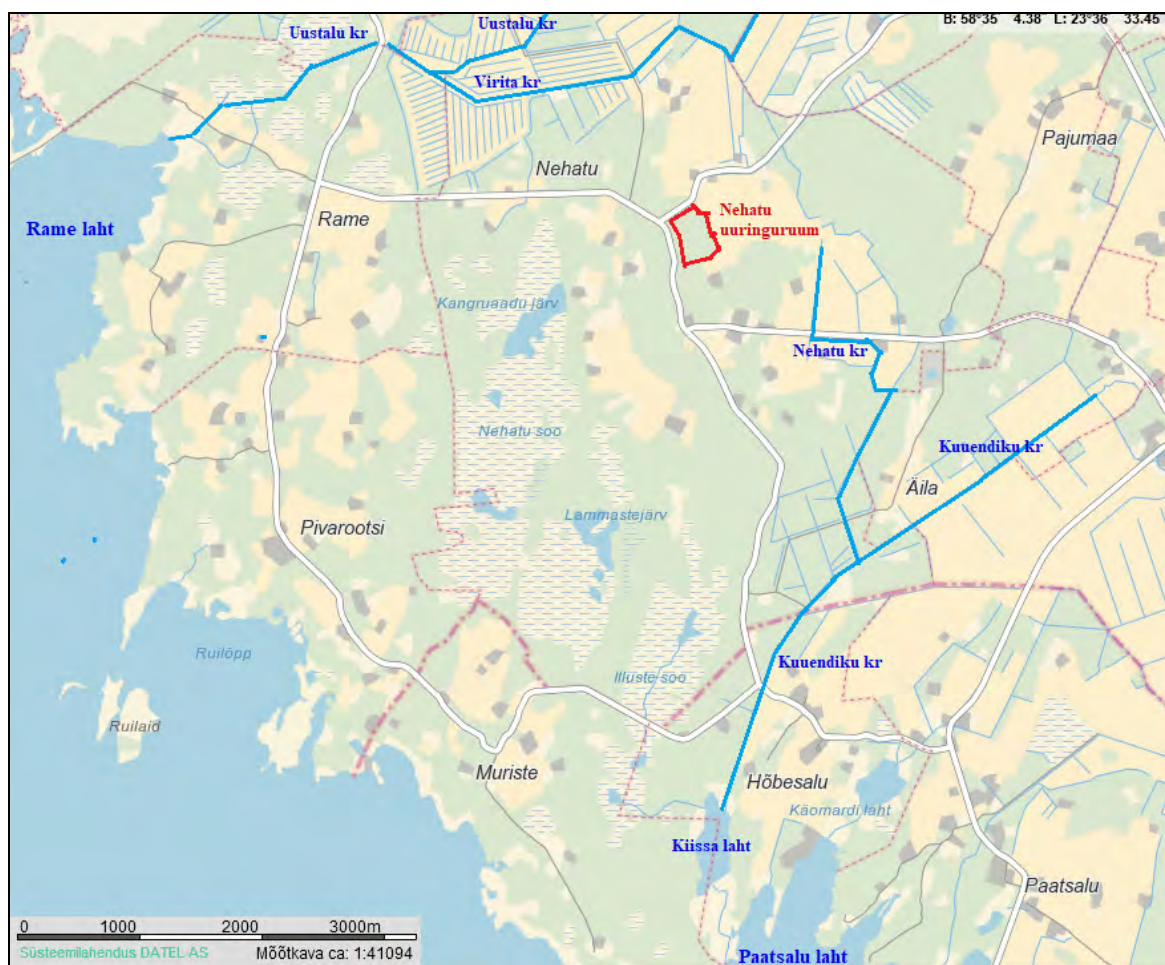 B: 58°35 4.38 L: 23°36 33.45
Uustalu kr
Uustalu kr
Virita kr
Pajumaa
Nehatu
Rame
Rame laht
Nehatu
uuringuruum
Kangruaadu järv
Nehatu kr
Nehatu soo
Kuuendiku kr
Äila
Lammastejärv
Pivarootsi
Ruilõpp
Illuste soo
Kuuendiku kr
Ruilaid
Muriste
Hõbesalu
Käomardi laht
Kiissa laht
Paatsalu
0 1000 2000 3000m
Süsteemilahendus DATEL AS Mõõtkava ca: 1:41094
Paatsalu laht